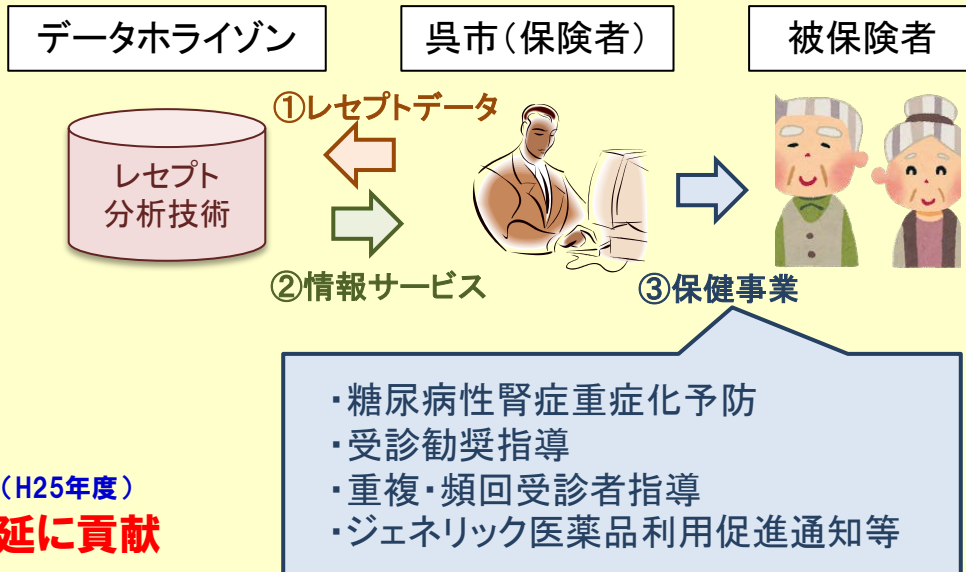 データホライゾン
呉市(保険者)
被保険者
①レセプトデータ
レセプト
分析技術
②情報サービス
③保健事業
・糖尿病性腎症重症化予防
・受診勧奨指導
・重複・頻回受診者指導
・ジェネリック医薬品利用促進通知等
(H25年度)
延に貢献